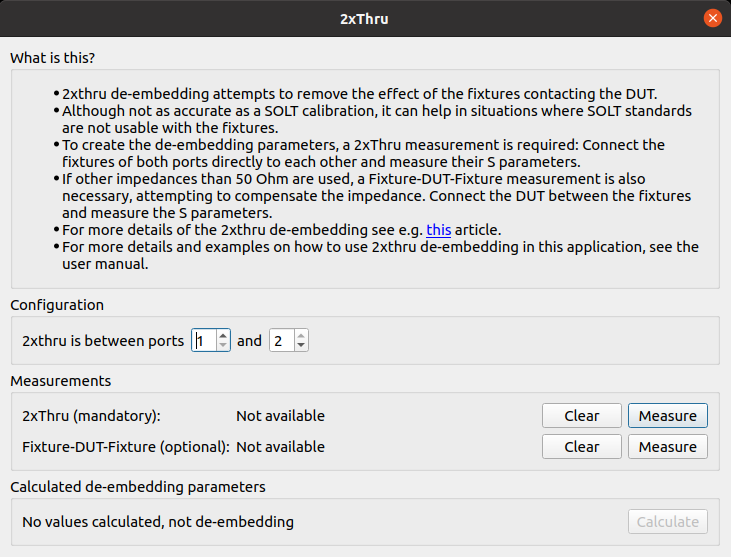 2xThru
What is this?
• 2xthru de-embedding attempts to remove the effect of the fixtures contacting the DUT.
• Although not as accurate as a SOLT calibration, it can help in situations where SOLT standards
are not usable with the fixtures.
• To create the de-embedding parameters, a 2xThru measurement is required: Connect the
fixtures of both ports directly to each other and measure their S parameters.
• If other impedances than 50 Ohm are used, a Fixture-DUT-Fixture measurement is also
necessary, attempting to compensate the impedance. Connect the DUT between the fixtures
and measure the S parameters.
• For more details of the 2xthru de-embedding see e.g. this article.
• For more details and examples on how to use 2xthru de-embedding in this application, see the
user manual.
Configuration
2xthru is between ports 1 and 2
Measurements
2xThru (mandatory): Not available Clear Measure
Fixture-DUT-Fixture (optional): Not available Clear Measure
Calculated de-embedding parameters
No values calculated, not de-embedding Calculate